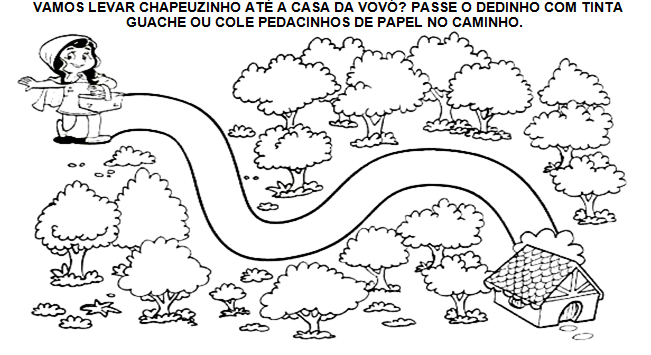 VAMOS LEVAR CHAPEUZINHO ATÉ A CASA DA VOVÓ? PASSE O DEDINHO COM TINTA
GUACHE OU COLE PEDACINHOS DE PAPEL NO CAMINHO.